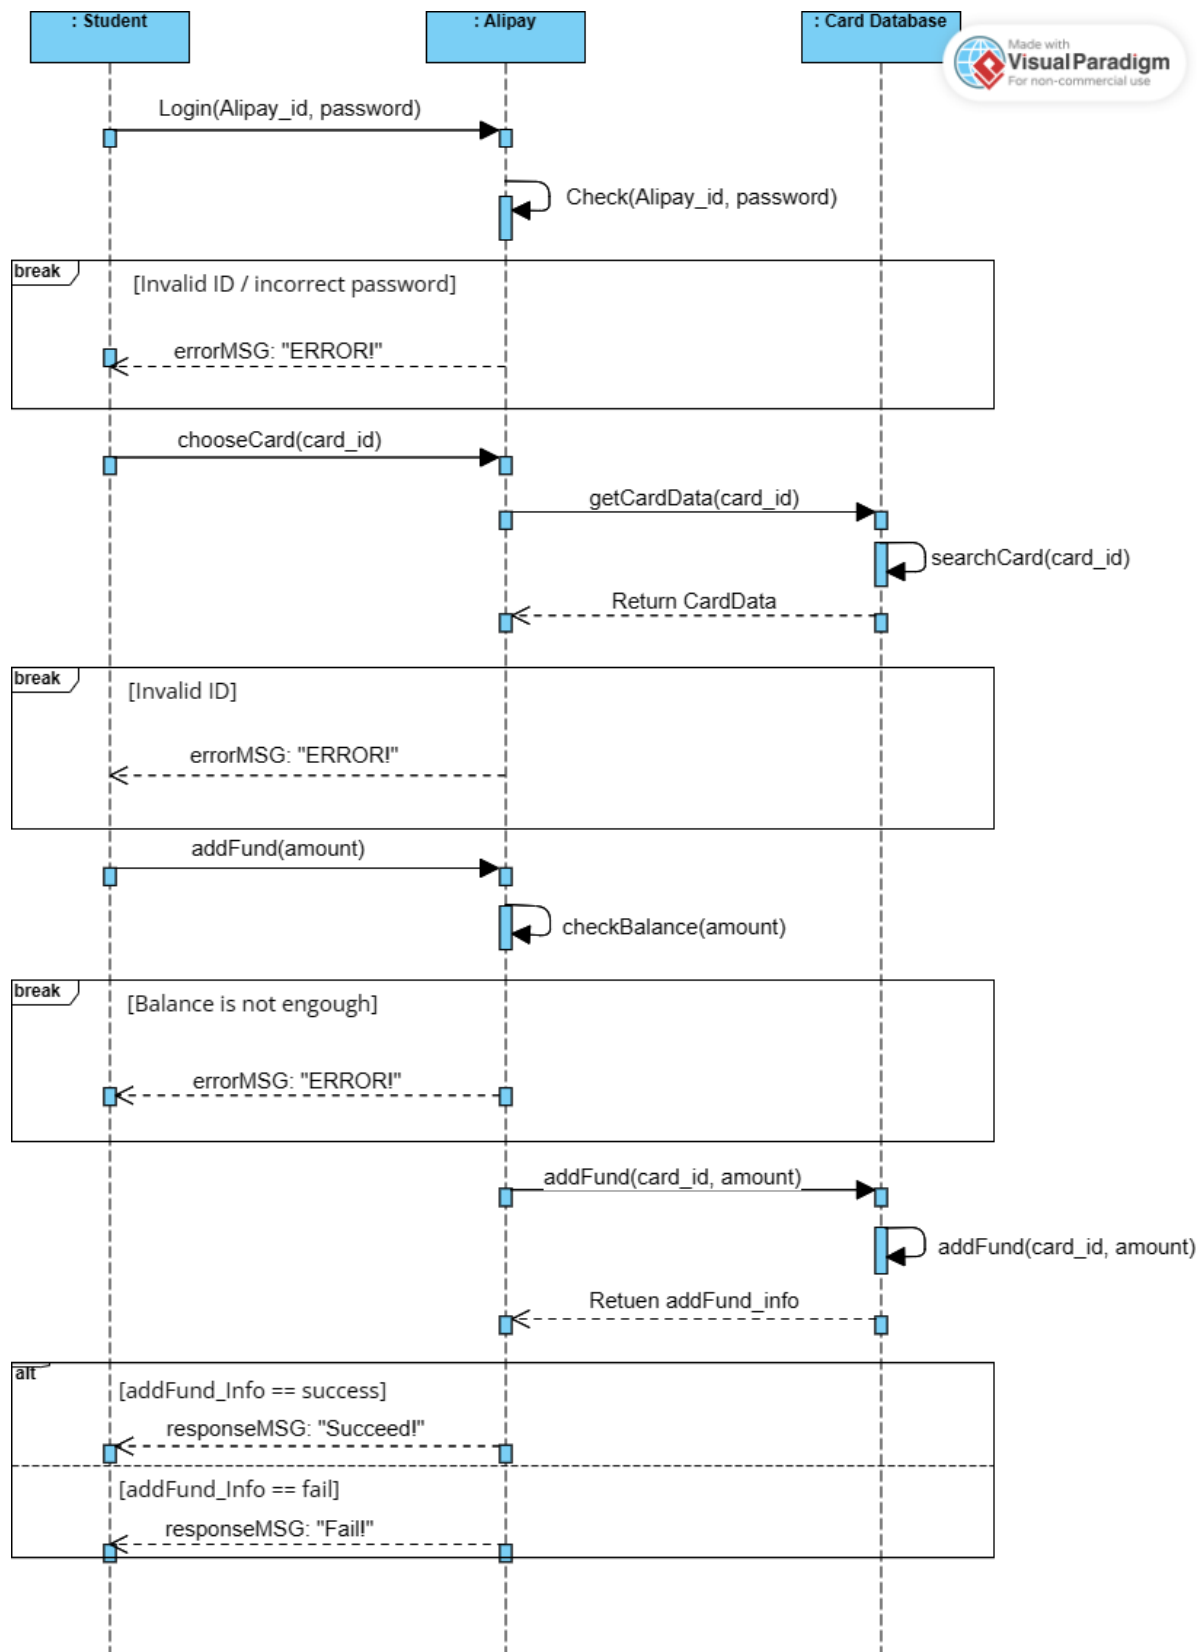 : Student
: Alipay
: Card Database
Made with
Visual Paradigm
For non-commercial use
Login(Alipay_id, password)
Check(Alipay_id, password)
break
[Invalid ID / incorrect password]
errorMSG: "ERROR!"
chooseCard(card_id)
getCardData(card_id)
searchCard(card_id)
Return CardData
break
[Invalid ID]
errorMSG: "ERROR!"
addFund(amount)
checkBalance(amount)
break
[Balance is not engough]
errorMSG: "ERROR!"
addFund(card_id, amount)
addFund(card_id, amount)
Retuen addFund_info
alt
[addFund_Info == success]
responseMSG: "Succeed!"
[addFund_Info == fail]
responseMSG: "Fail!"